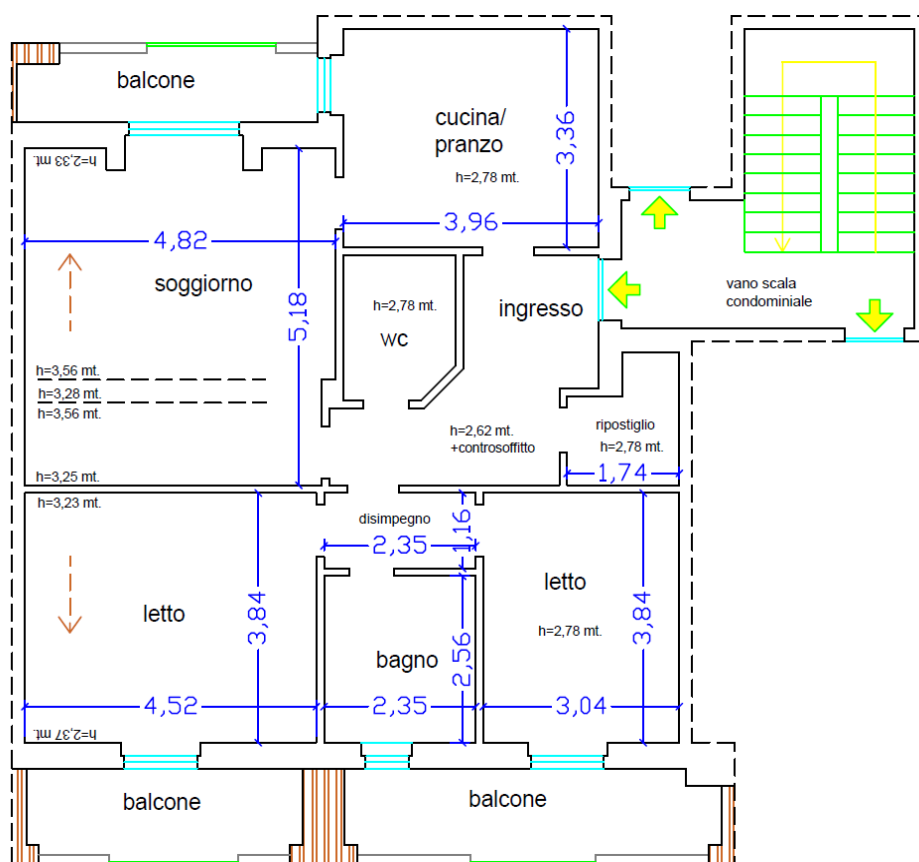 balcone
cucina/
pranzo
h=2,78 mt.
3,36
3,96
h=2,33 mt.
4,82
soggiorno
5,18
h=2,78 mt.
wc
ingresso
vano scala
condominiale
h=3,56 mt.
h=3,28 mt.
h=3,56 mt.
h=2,62 mt.
+controsoffitto
ripostiglio
h=2,78 mt.
1,74
h=3,25 mt.
h=3,23 mt.
disimpegno
2,35
1,16
letto
3,84
4,52
h=2,37 mt.
bagno
2,56
2,35
letto
h=2,78 mt.
3,84
3,04
balcone
balcone